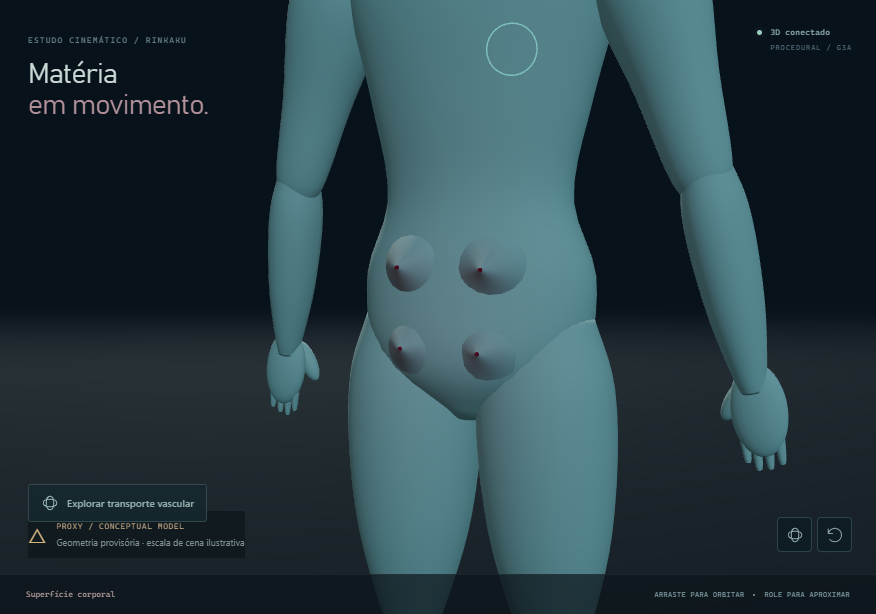 ESTUDO CINEMÁTICO / RINKAKU
Matéria
em movimento.
3D conectado
PROCEDURAL / G3A
Explorar transporte vascular
PROXY / CONCEPTUAL MODEL
Geometria provisória · escala de cena ilustrativa
Superfície corporal
ARRASTE PARA ORBITAR • ROLE PARA APROXIMAR